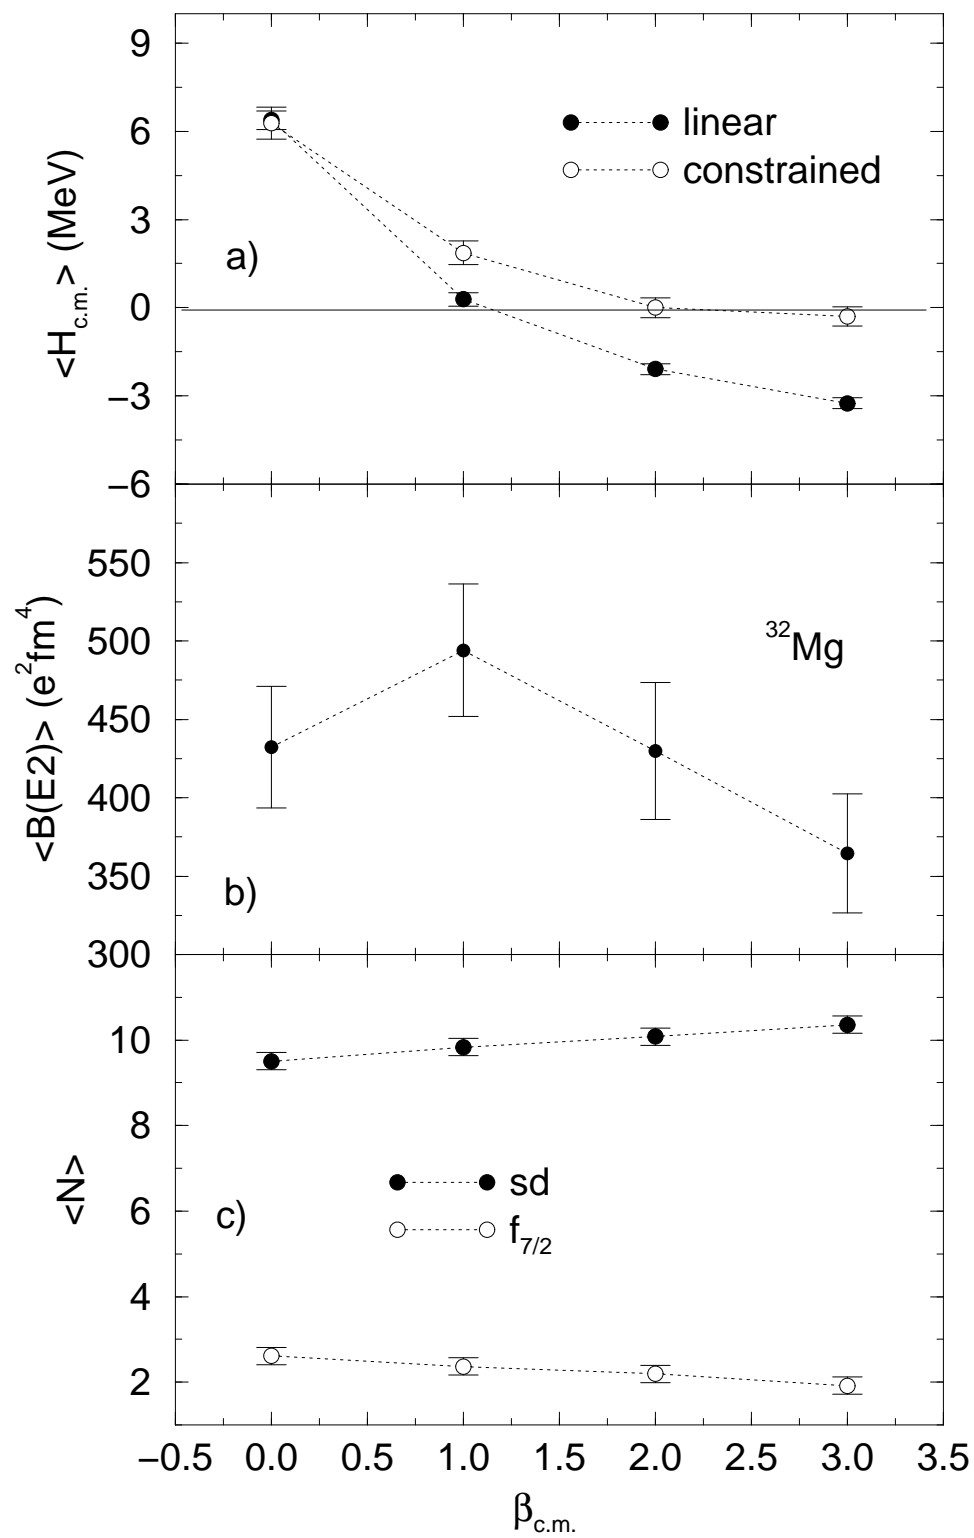 9
6
3
0
−3
−6
<H_c.m.> (MeV)
linear
constrained
a)
550
500
450
400
350
300
<B(E2)> (e²fm⁴)
³²Mg
b)
10
8
6
4
2
<N>
sd
f_7/2
c)
−0.5 0.0 0.5 1.0 1.5 2.0 2.5 3.0 3.5
β_c.m.